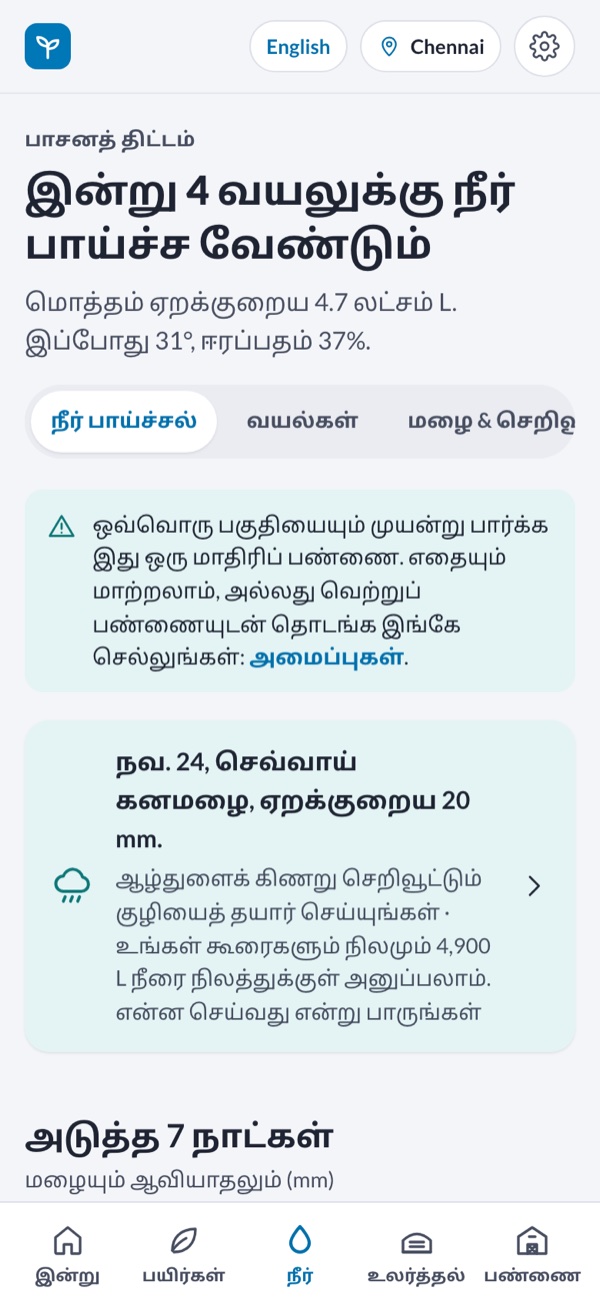 English
Chennai
பாசனத் திட்டம்
இன்று 4 வயலுக்கு நீர்
பாய்ச்ச வேண்டும்
மொத்தம் ஏறக்குறைய 4.7 லட்சம் L.
இப்போது 31°, ஈரப்பதம் 37%.
நீர் பாய்ச்சல்
வயல்கள்
மழை & செறிவூ
ஒவ்வொரு பகுதியையும் முயன்று பார்க்க
இது ஒரு மாதிரிப் பண்ணை. எதையும்
மாற்றலாம், அல்லது வெற்றுப்
பண்ணையுடன் தொடங்க இங்கே
செல்லுங்கள்: அமைப்புகள்.
நவ. 24, செவ்வாய்
கனமழை, ஏறக்குறைய 20
mm.
ஆழ்துளைக் கிணறு செறிவூட்டும்
குழியைத் தயார் செய்யுங்கள் ·
உங்கள் கூரைகளும் நிலமும் 4,900
L நீரை நிலத்துக்குள் அனுப்பலாம்.
என்ன செய்வது என்று பாருங்கள்
அடுத்த 7 நாட்கள்
மழையும் ஆவியாதலும் (mm)
இன்று
பயிர்கள்
நீர்
உலர்த்தல்
பண்ணை